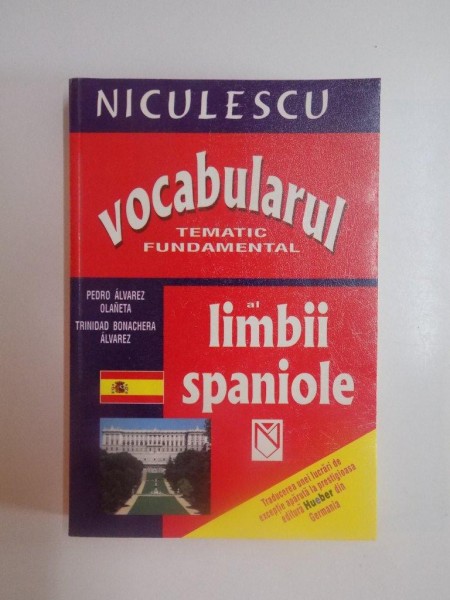 NICULESCU
Vocabularul
TEMATIC
FUNDAMENTAL
PEDRO ÁLVAREZ
OLAÑETA
TRINIDAD BONACHERA
ÁLVAREZ
al
limbii
spaniole
Traducerea unei lucrări de
excepţie apărută la prestigioasa
editură Hueber din
Germania